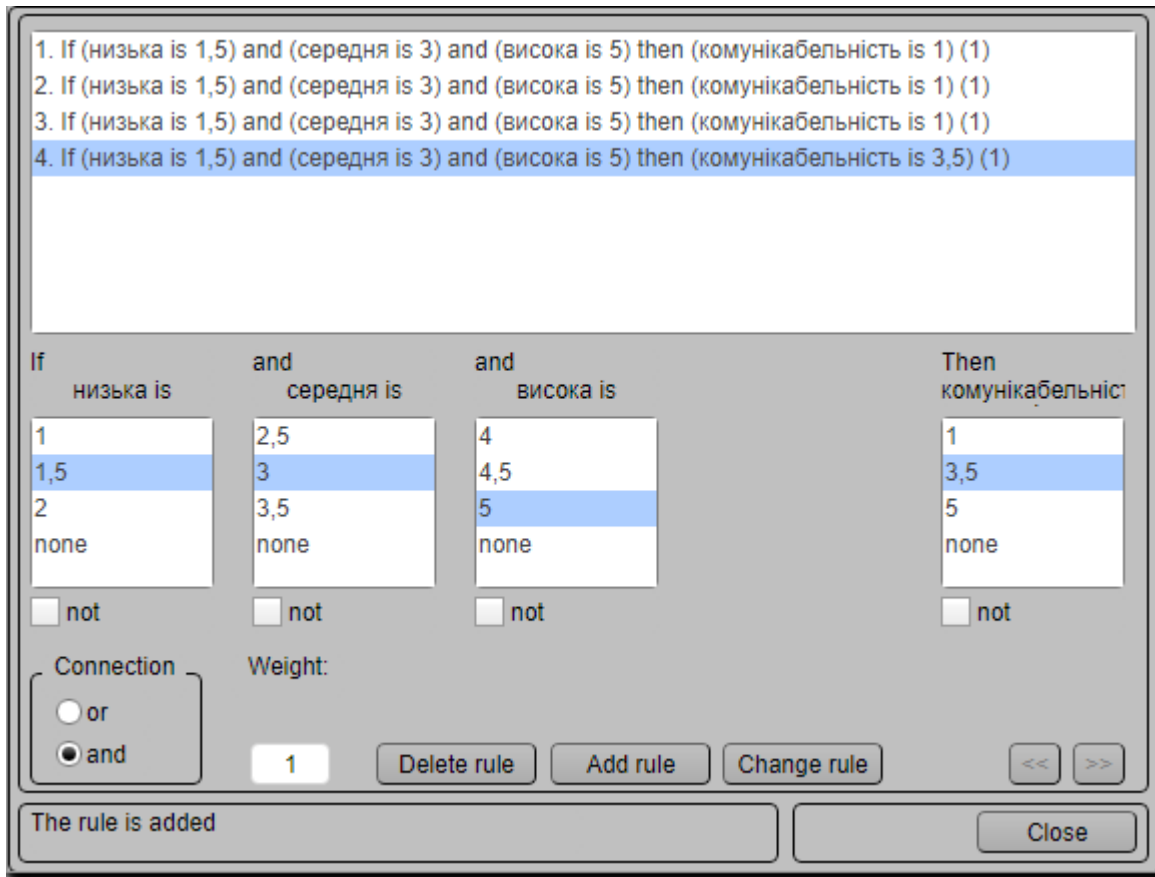 1. If (низька is 1,5) and (середня is 3) and (висока is 5) then (комунікабельність is 1) (1)
2. If (низька is 1,5) and (середня is 3) and (висока is 5) then (комунікабельність is 1) (1)
3. If (низька is 1,5) and (середня is 3) and (висока is 5) then (комунікабельність is 1) (1)
4. If (низька is 1,5) and (середня is 3) and (висока is 5) then (комунікабельність is 3,5) (1)
If and and Then
низька is середня is висока is комунікабельніст
1 2,5 4 1
1,5 3 4,5 3,5
2 3,5 5 5
none none none none
not not not not
Connection Weight:
or
and 1 Delete rule Add rule Change rule << >>
The rule is added Close